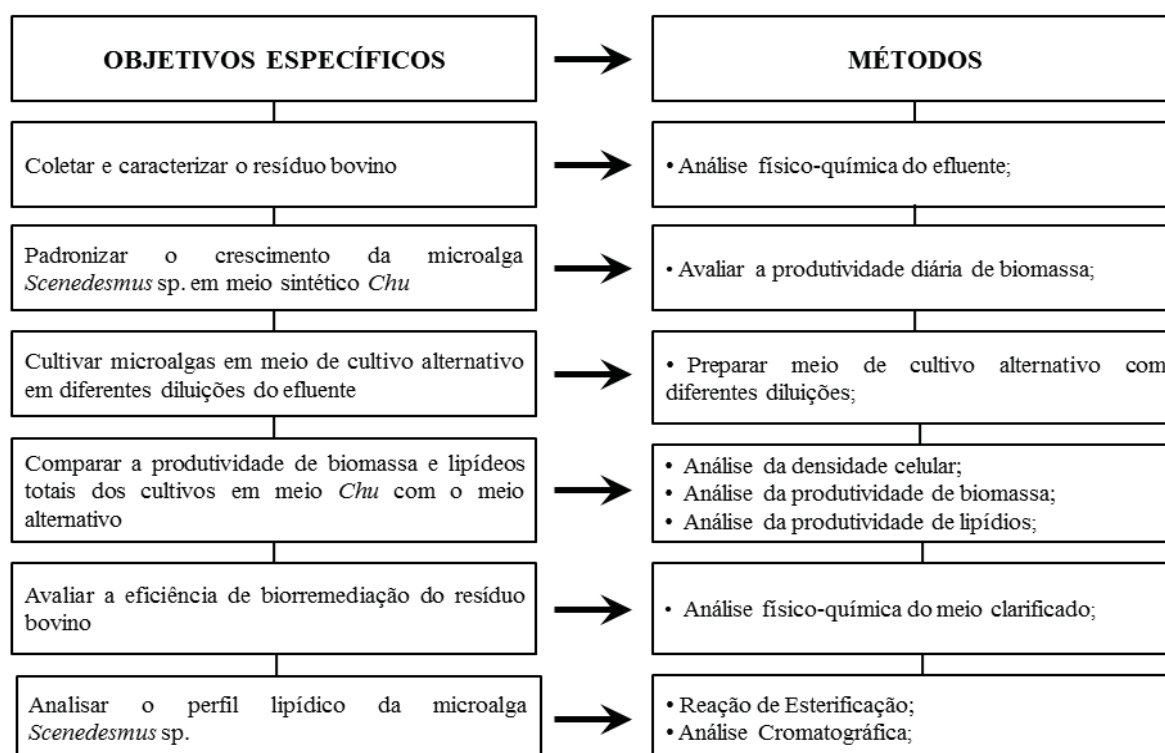 OBJETIVOS ESPECÍFICOS
MÉTODOS
Coletar e caracterizar o resíduo bovino
• Análise físico-química do efluente;
Padronizar o crescimento da microalga
Scenedesmus sp. em meio sintético Chu
• Avaliar a produtividade diária de biomassa;
Cultivar microalgas em meio de cultivo alternativo
em diferentes diluições do efluente
• Preparar meio de cultivo alternativo com
diferentes diluições;
Comparar a produtividade de biomassa e lipídeos
totais dos cultivos em meio Chu com o meio
alternativo
• Análise da densidade celular;
• Análise da produtividade de biomassa;
• Análise da produtividade de lipídios;
Avaliar a eficiência de biorremediação do resíduo
bovino
• Análise físico-química do meio clarificado;
Analisar o perfil lipídico da microalga
Scenedesmus sp.
• Reação de Esterificação;
• Análise Cromatográfica;